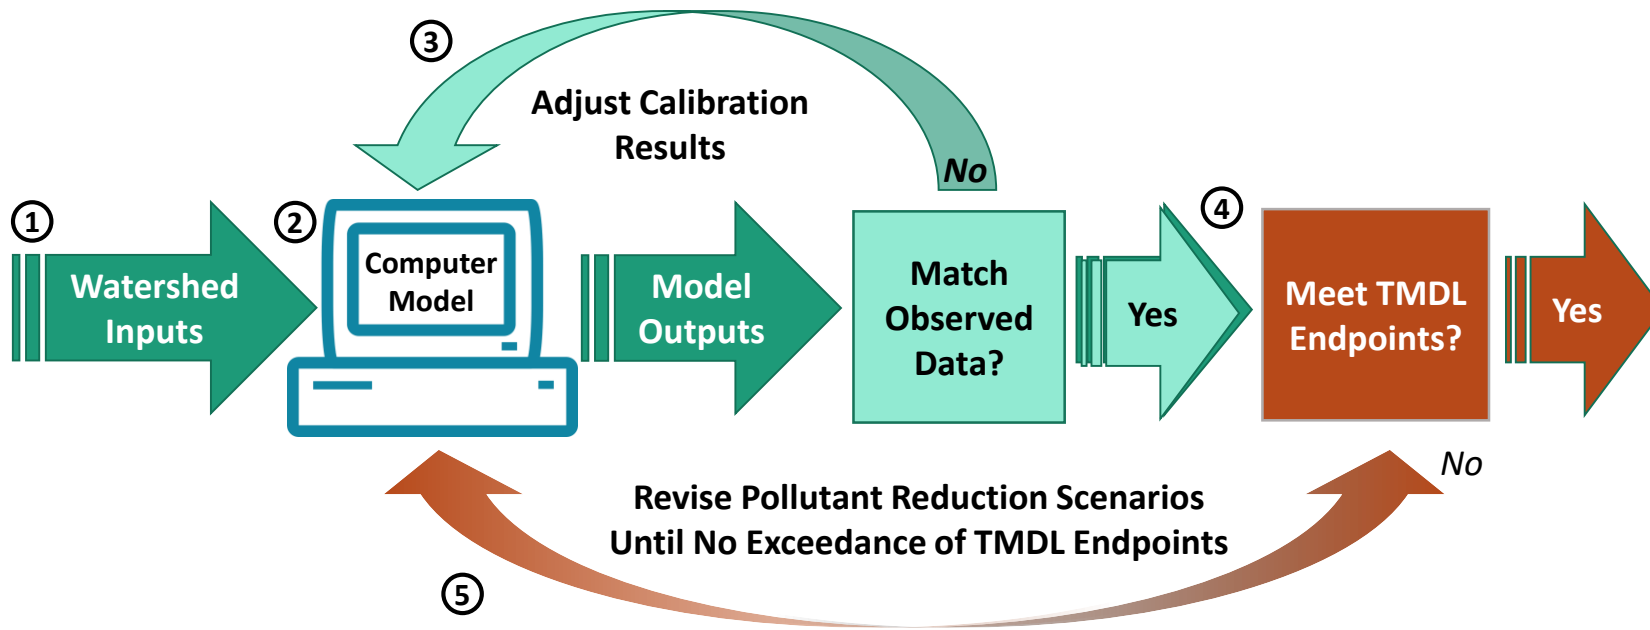 3
Adjust Calibration
Results
No
1
2
4
Watershed
Inputs
Computer
Model
Model
Outputs
Match
Observed
Data?
Yes
Meet TMDL
Endpoints?
Yes
No
Revise Pollutant Reduction Scenarios
Until No Exceedance of TMDL Endpoints
5